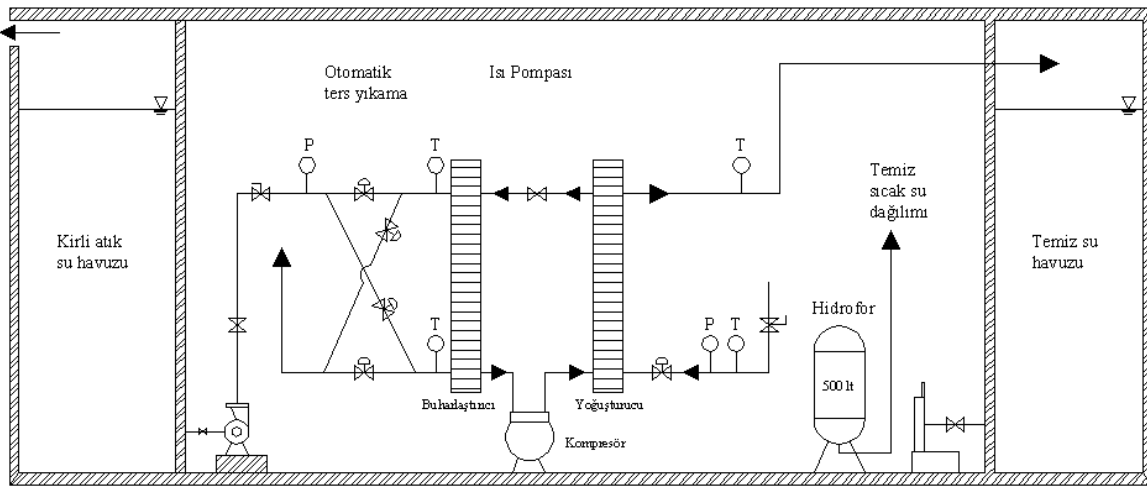 Otomatik
ters yıkama
Isı Pompası
P
T
T
Kirli atık
su havuzu
Temiz
sıcak su
dağılımı
Temiz su
havuzu
Hidrofor
T
P
T
500 lt
Buharlaştırıcı
Yoğuşturucu
Kompresör